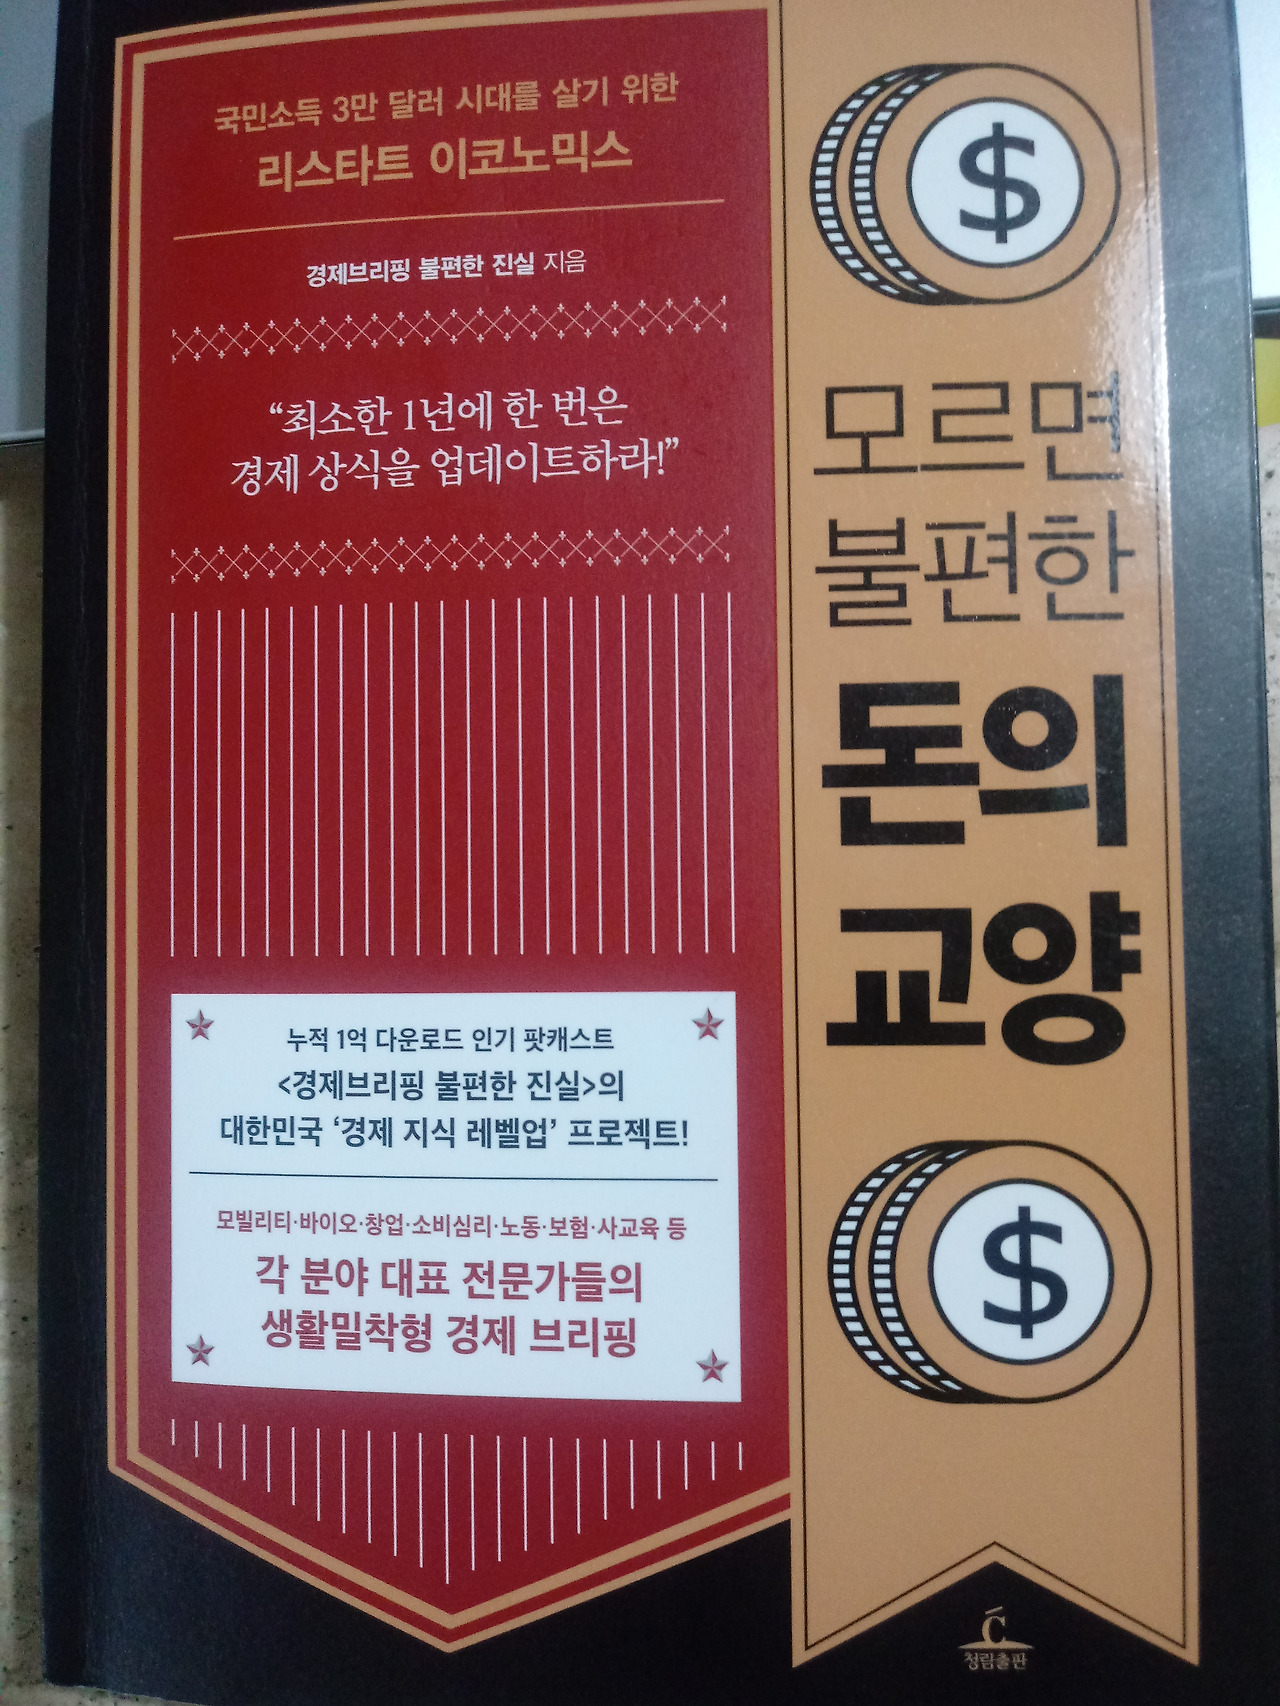 국민소득 3만 달러 시대를 살기 위한
리스타트 이코노믹스
경제브리핑 불편한 진실 지음
“최소한 1년에 한 번은
경제 상식을 업데이트하라!”
누적 1억 다운로드 인기 팟캐스트
<경제브리핑 불편한 진실>의
대한민국 ‘경제 지식 레벨업’ 프로젝트!
모빌리티·바이오·창업·소비심리·노동·보험·사교육 등
각 분야 대표 전문가들의
생활밀착형 경제 브리핑
$
모르면
불편한
돈의
교양
$
C
청림출판